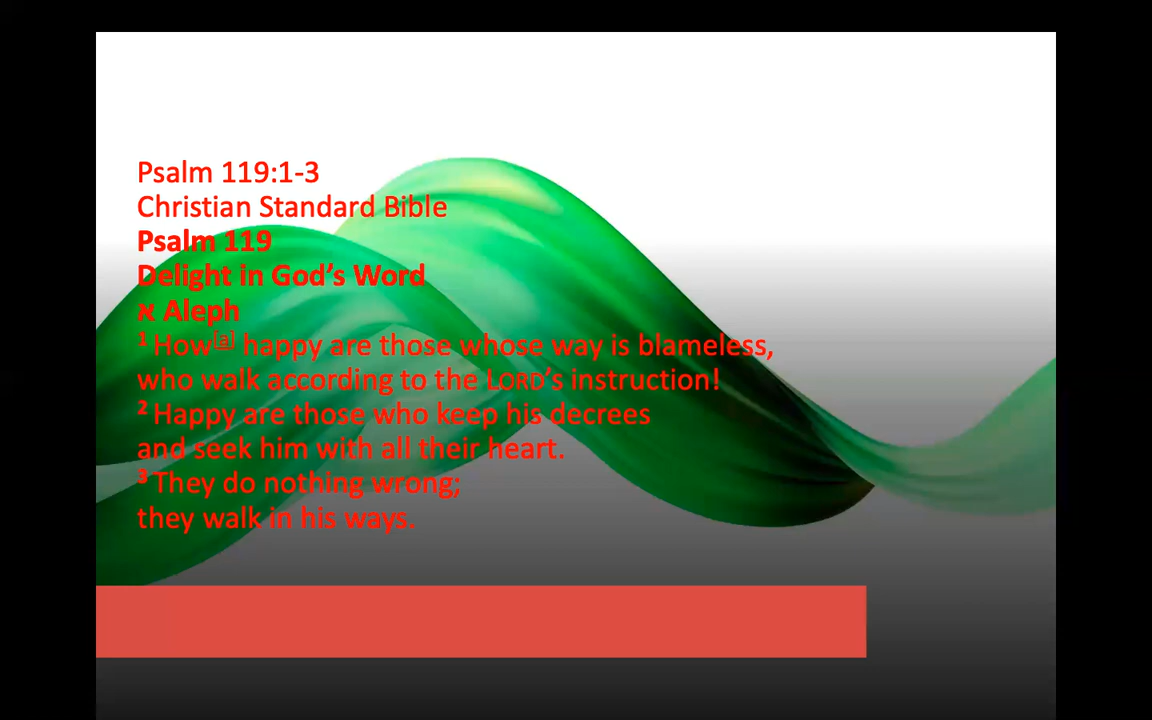 Psalm 119:1-3
Christian Standard Bible
Psalm 119
Delight in God’s Word
א Aleph
1 How[a] happy are those whose way is blameless,
who walk according to the LORD’s instruction!
2 Happy are those who keep his decrees
and seek him with all their heart.
3 They do nothing wrong;
they walk in his ways.